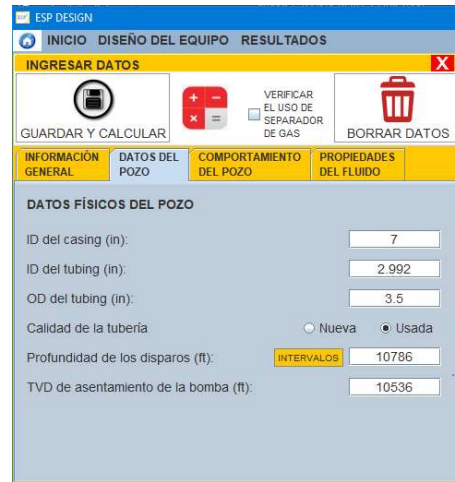 ESP ESP DESIGN
INICIO DISEÑO DEL EQUIPO RESULTADOS
INGRESAR DATOS X
GUARDAR Y CALCULAR
VERIFICAR
EL USO DE
SEPARADOR
DE GAS
BORRAR DATOS
INFORMACIÓN
GENERAL
DATOS DEL
POZO
COMPORTAMIENTO
DEL POZO
PROPIEDADES
DEL FLUIDO
DATOS FÍSICOS DEL POZO
ID del casing (in): 7
ID del tubing (in): 2.992
OD del tubing (in): 3.5
Calidad de la tubería Nueva Usada
Profundidad de los disparos (ft): INTERVALOS 10786
TVD de asentamiento de la bomba (ft): 10536